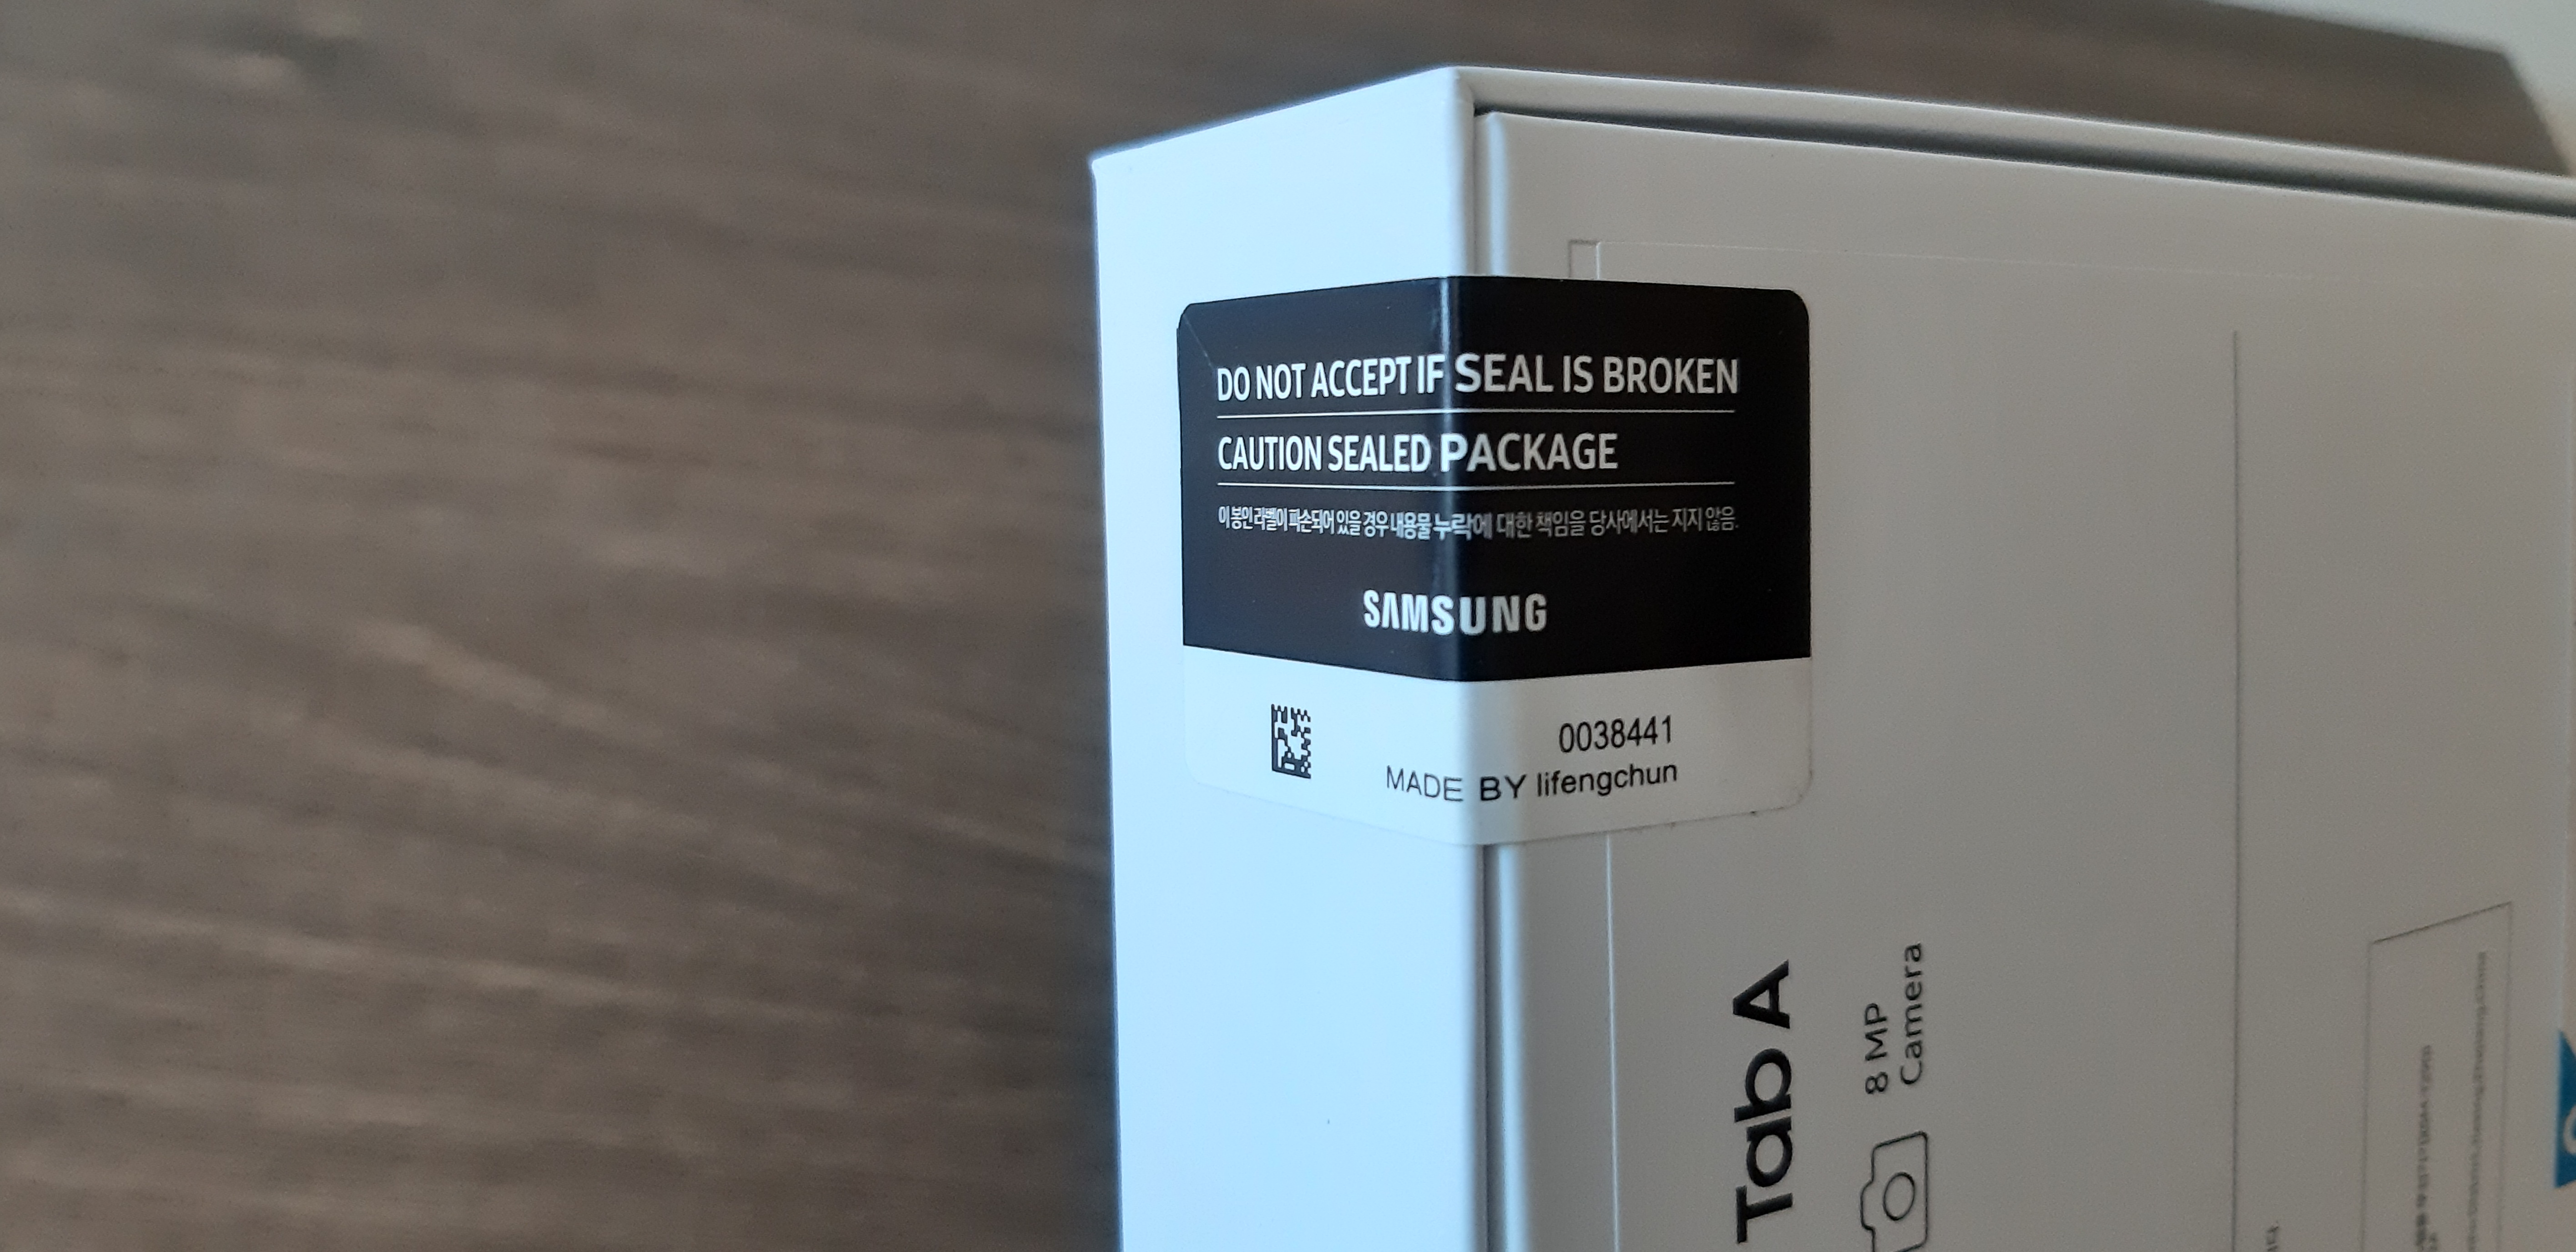 DO NOT ACCEPT IF SEAL IS BROKEN
CAUTION SEALED PACKAGE
이 봉인 라벨이 파손되어 있을 경우 내용물 누락에 대한 책임을 당사에서는 지지 않음.
SAMSUNG
0038441
MADE BY lifengchun
Tab A
8 MP
Camera